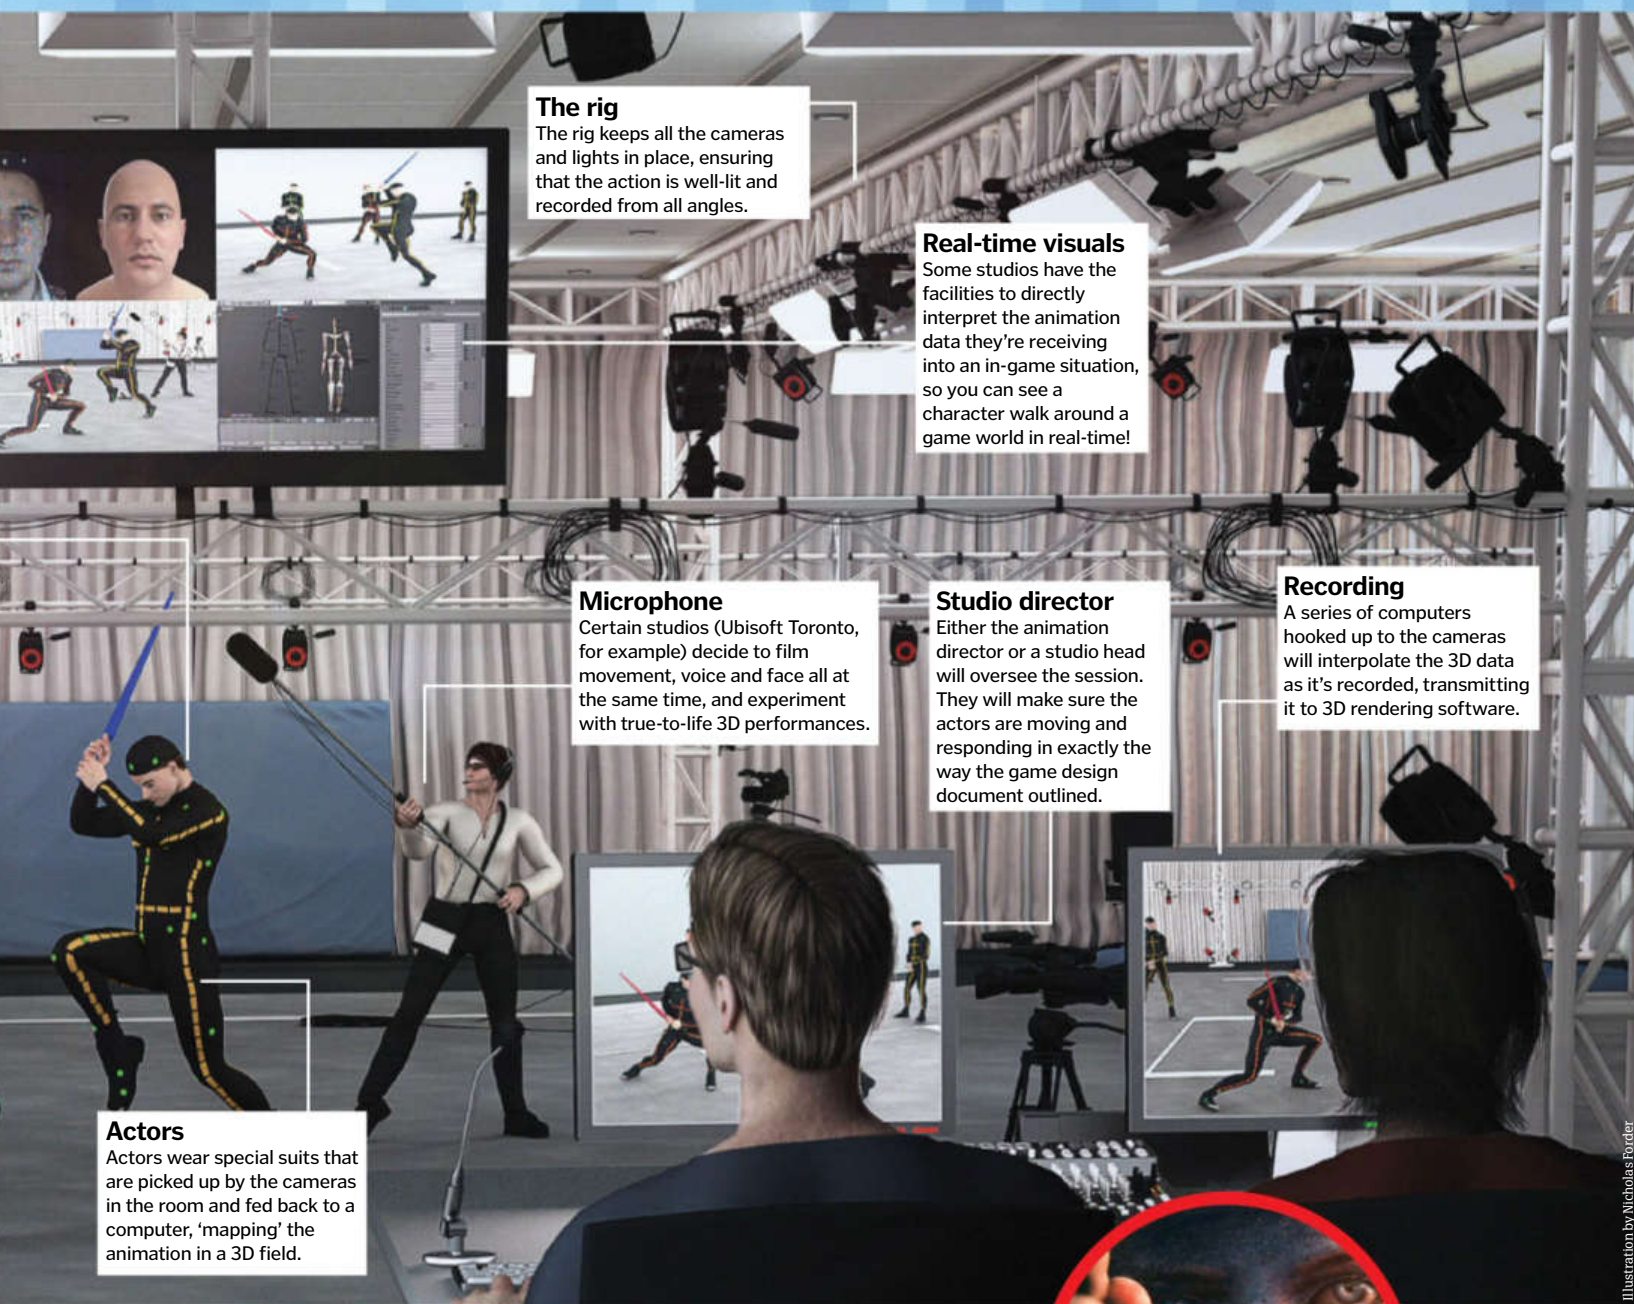 The rig
The rig keeps all the cameras
and lights in place, ensuring
that the action is well-lit and
recorded from all angles.
Real-time visuals
Some studios have the
facilities to directly
interpret the animation
data they're receiving
into an in-game situation,
so you can see a
character walk around a
game world in real-time!
Microphone
Certain studios (Ubisoft Toronto,
for example) decide to film
movement, voice and face all at
the same time, and experiment
with true-to-life 3D performances.
Studio director
Either the animation
director or a studio head
will oversee the session.
They will make sure the
actors are moving and
responding in exactly the
way the game design
document outlined.
Recording
A series of computers
hooked up to the cameras
will interpolate the 3D data
as it's recorded, transmitting
it to 3D rendering software.
Actors
Actors wear special suits that
are picked up by the cameras
in the room and fed back to a
computer, ‘mapping’ the
animation in a 3D field.
Illustration by Nicholas Forder